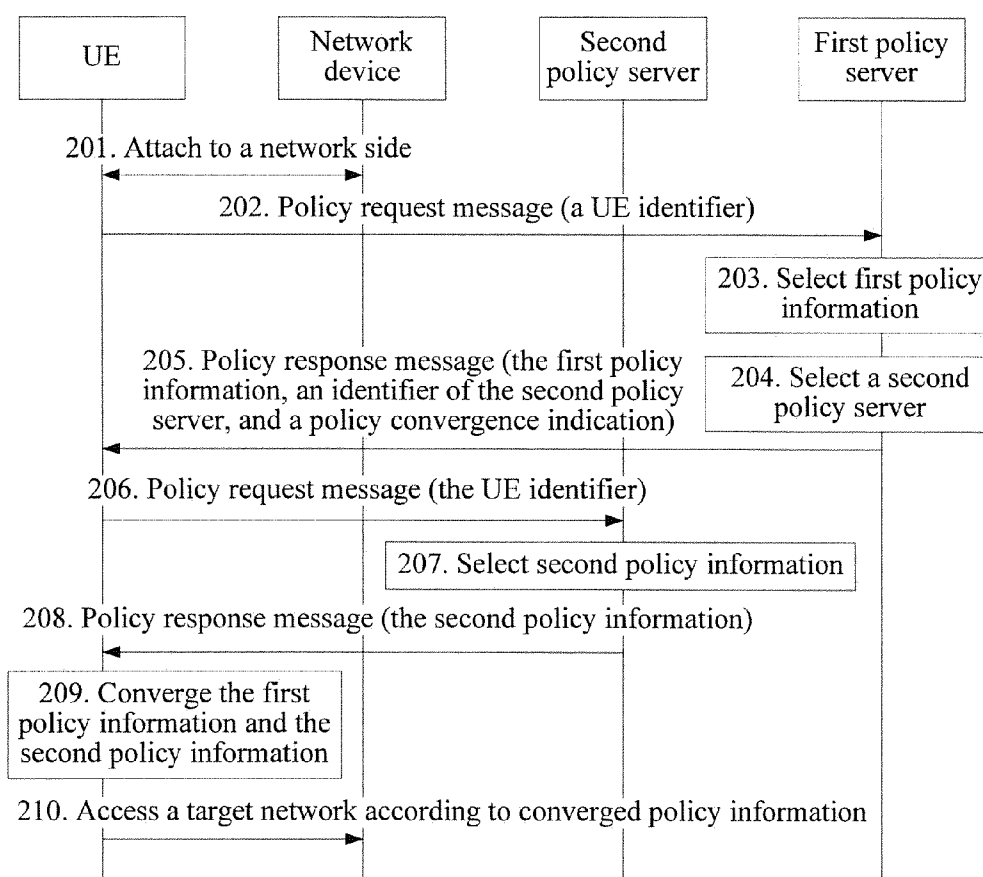 UE
Network
device
Second
policy server
First policy
server
201. Attach to a network side
202. Policy request message (a UE identifier)
203. Select first policy
information
205. Policy response message (the first policy
information, an identifier of the second policy
server, and a policy convergence indication)
204. Select a second
policy server
206. Policy request message (the UE identifier)
207. Select second policy information
208. Policy response message (the second policy information)
209. Converge the first
policy information and the
second policy information
210. Access a target network according to converged policy information